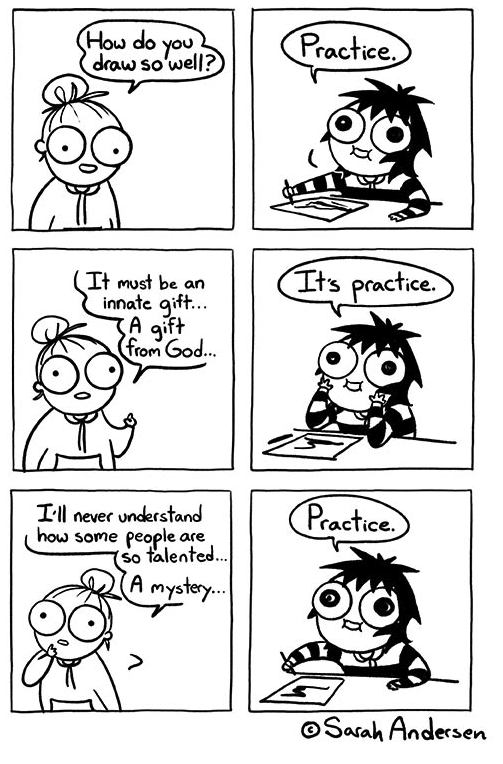 How do you
draw so well?
Practice.
It must be an
innate gift...
A gift
from God...
It's practice.
I'll never understand
how some people are
so talented...
A mystery...
Practice.
© Sarah Andersen